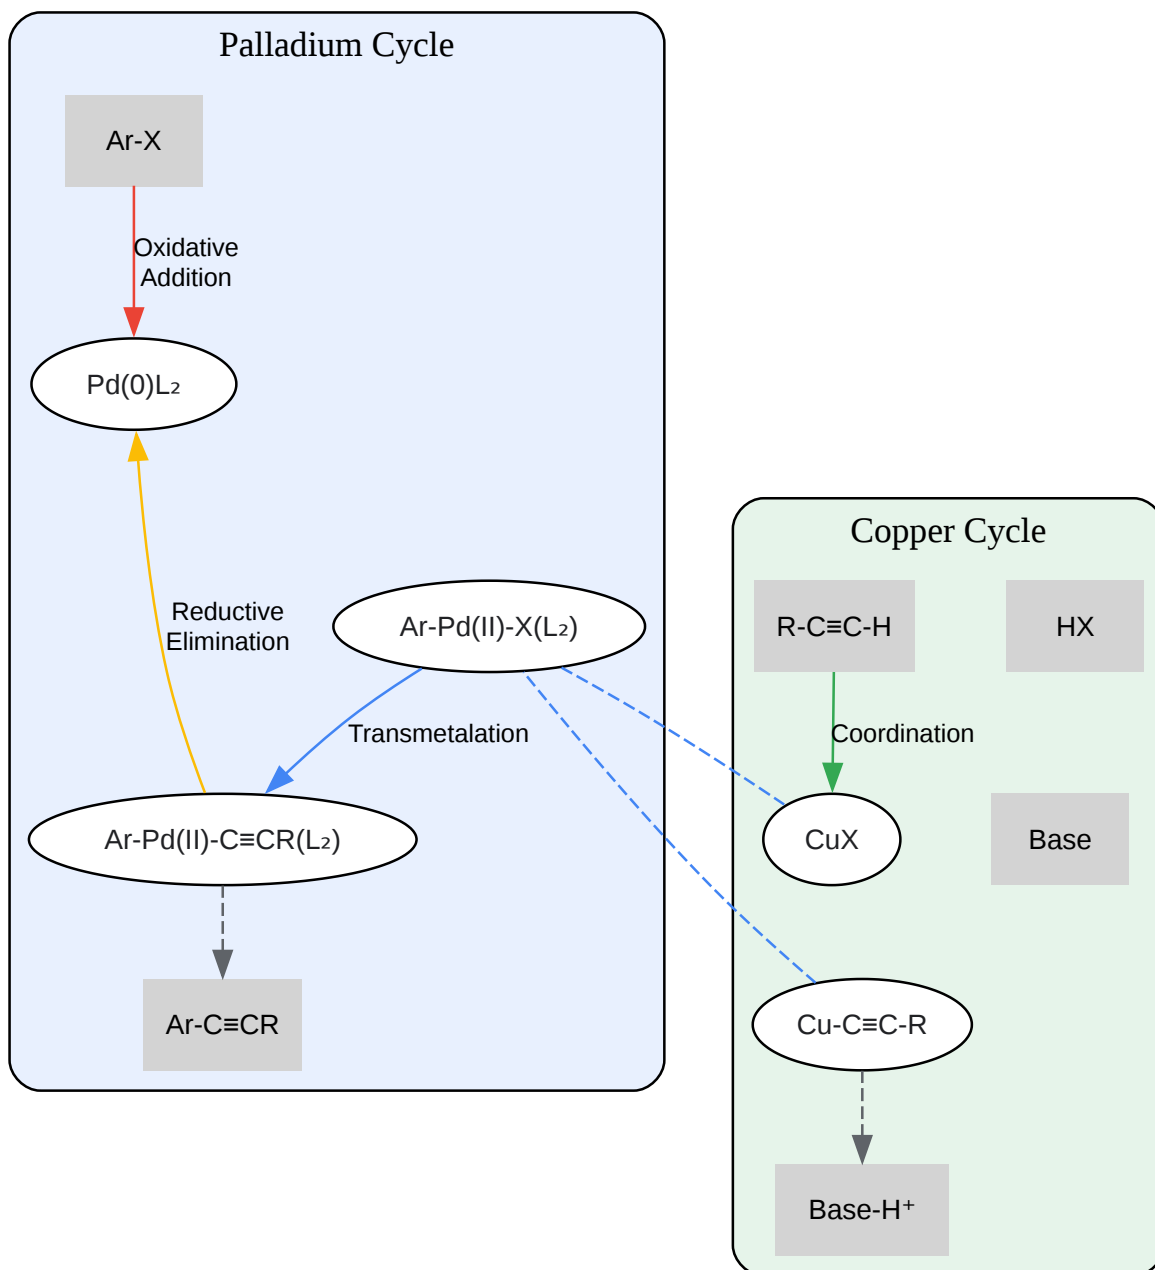 Palladium Cycle
Ar-X
Oxidative
Addition
Pd(0)L₂
Reductive
Elimination
Ar-Pd(II)-X(L₂)
Transmetalation
Ar-Pd(II)-C≡CR(L₂)
Ar-C≡CR
Copper Cycle
R-C≡C-H
HX
Coordination
CuX
Base
Cu-C≡C-R
Base-H⁺